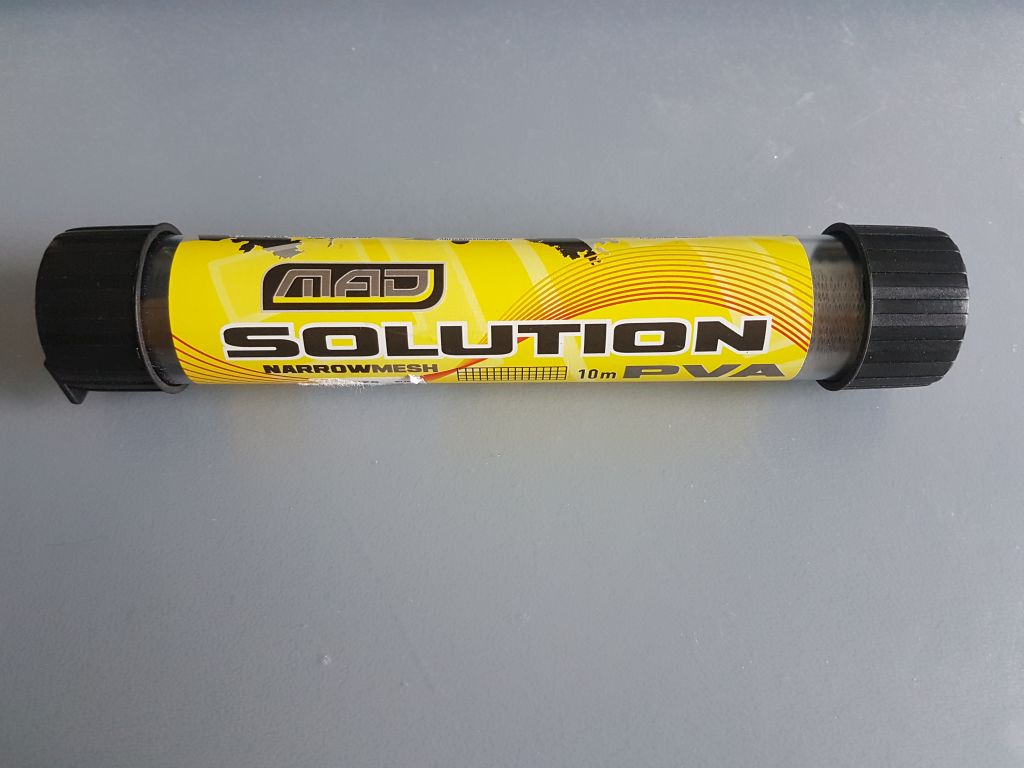 MAD
SOLUTION
NARROWMESH
10m PVA